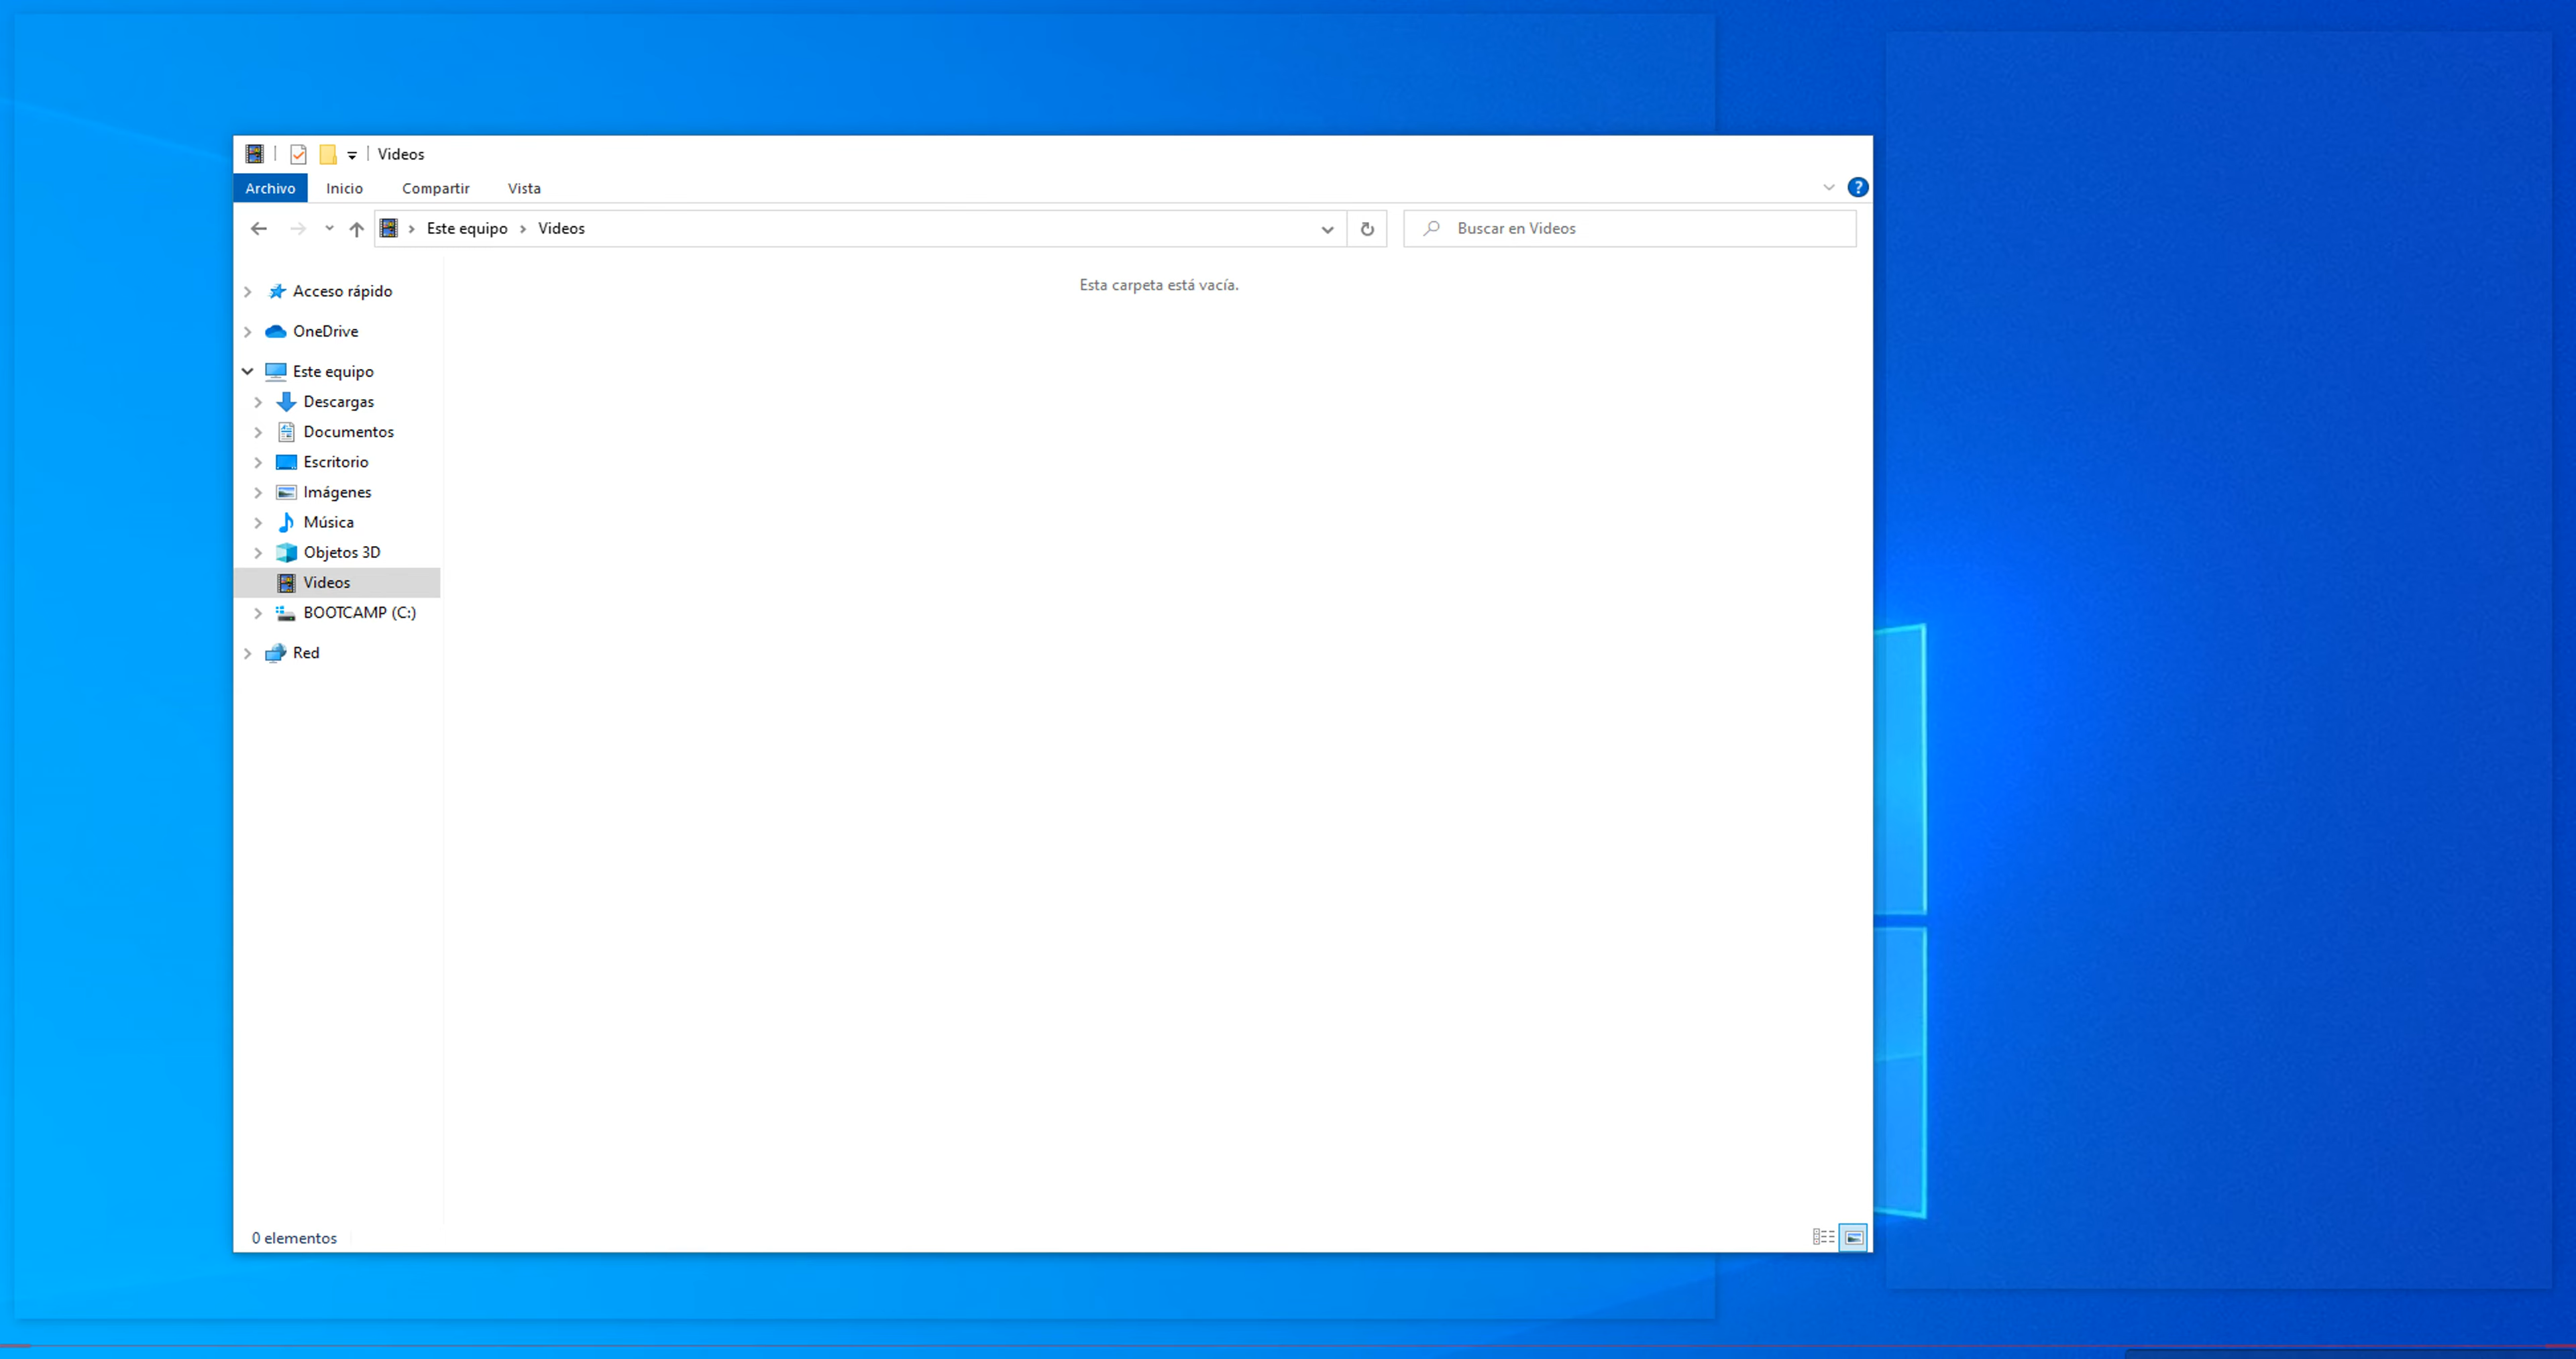 Videos
Archivo Inicio Compartir Vista
Este equipo Videos Buscar en Videos
Esta carpeta está vacía.
Acceso rápido
OneDrive
Este equipo
Descargas
Documentos
Escritorio
Imágenes
Música
Objetos 3D
Videos
BOOTCAMP (C:)
Red
0 elementos